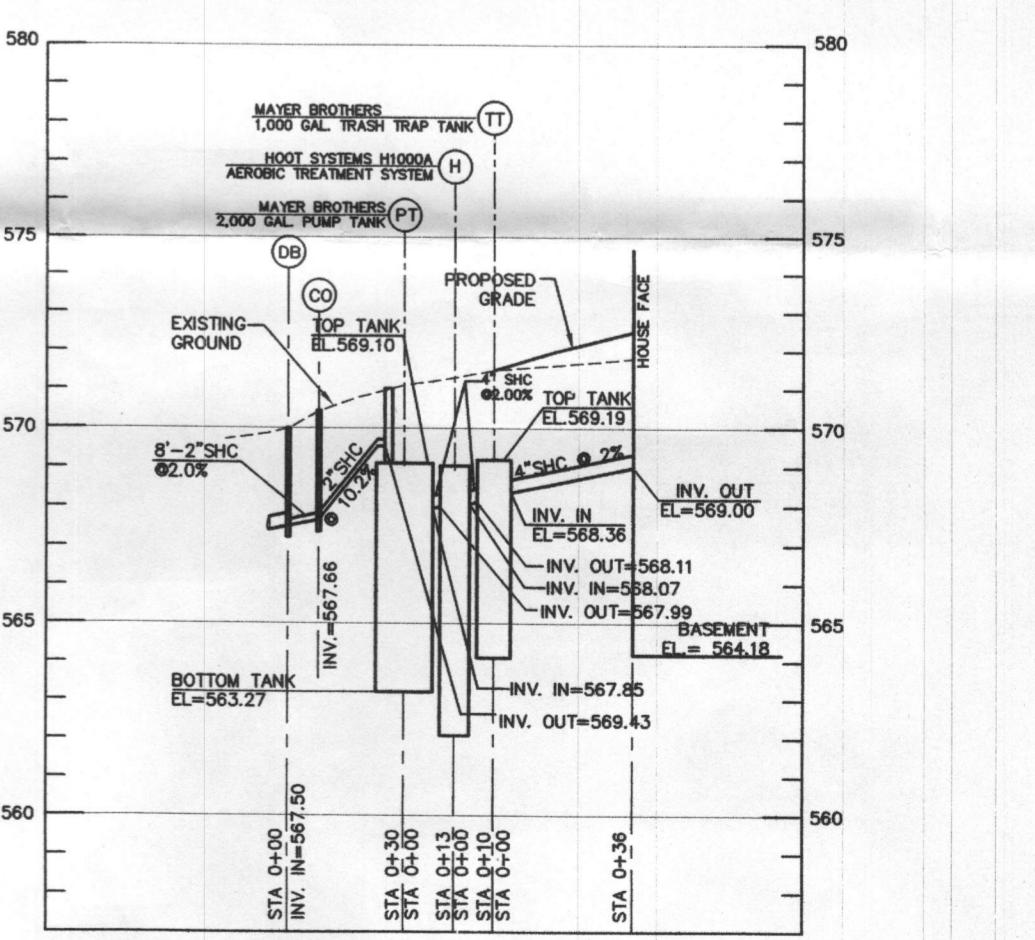 580
580
MAYER BROTHERS
1,000 GAL. TRASH TRAP TANK
TT
HOOT SYSTEMS H1000A
AEROBIC TREATMENT SYSTEM
H
MAYER BROTHERS
2,000 GAL. PUMP TANK
PT
575
575
DB
CO
PROPOSED
GRADE
HOUSE FACE
EXISTING
GROUND
TOP TANK
EL.569.10
4" SHC
@2.00%
TOP TANK
EL.569.19
570
570
8'-2"SHC
@2.0%
2"SHC
@ 10.2%
4"SHC @ 2%
INV. OUT
EL=569.00
INV. IN
EL=568.36
INV. OUT=568.11
INV. IN=568.07
INV. OUT=567.99
INV.=567.66
565
565
BASEMENT
EL.= 564.18
BOTTOM TANK
EL=563.27
INV. IN=567.85
INV. OUT=569.43
560
560
STA 0+00
INV. IN=567.50
STA 0+30
STA 0+00
STA 0+13
STA 0+00
STA 0+10
STA 0+00
STA 0+36